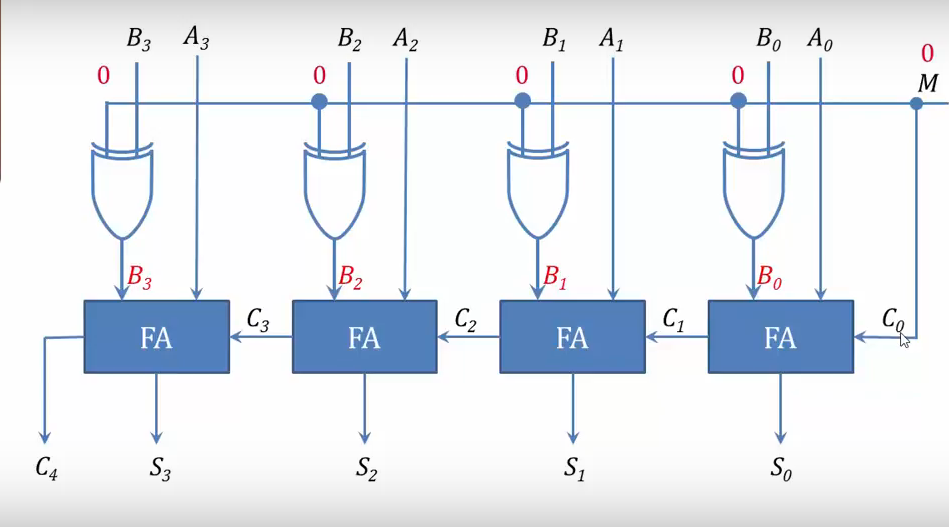 B₃ A₃ B₂ A₂ B₁ A₁ B₀ A₀ 0
0 0 0 0 M
B₃ B₂ B₁ B₀
FA C₃ FA C₂ FA C₁ FA C₀
C₄ S₃ S₂ S₁ S₀